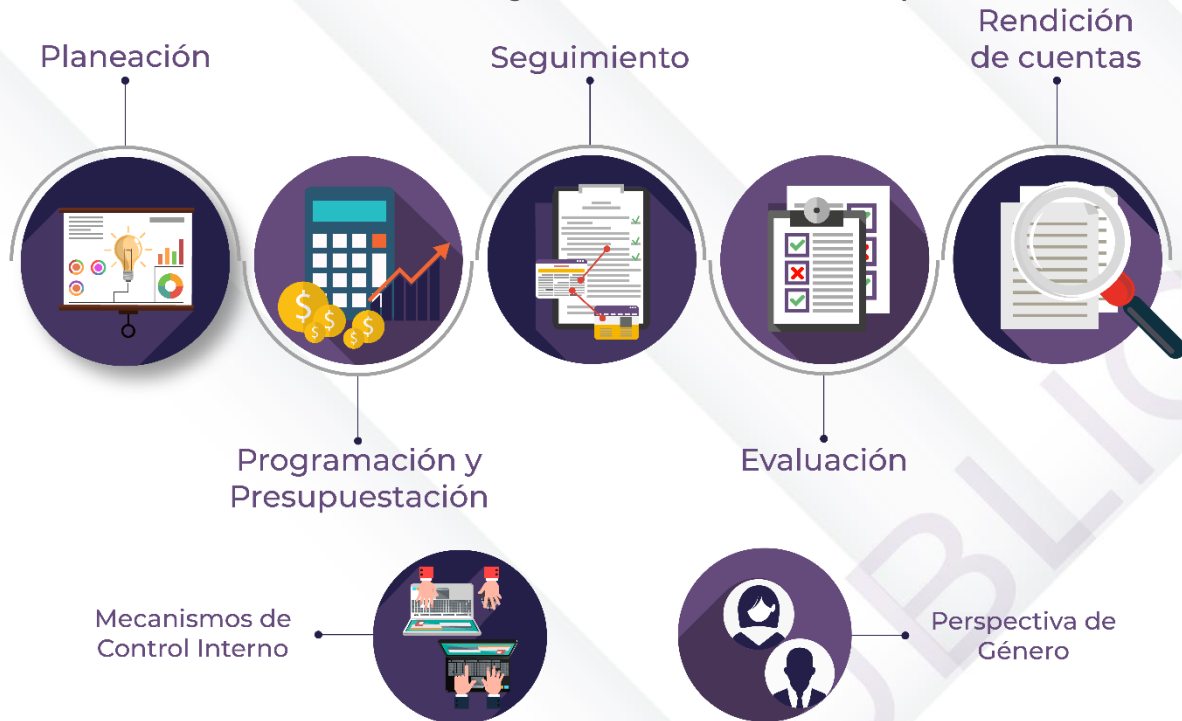 Planeación
Seguimiento
Rendición
de cuentas
Programación y
Presupuestación
Evaluación
Mecanismos de
Control Interno
Perspectiva de
Género